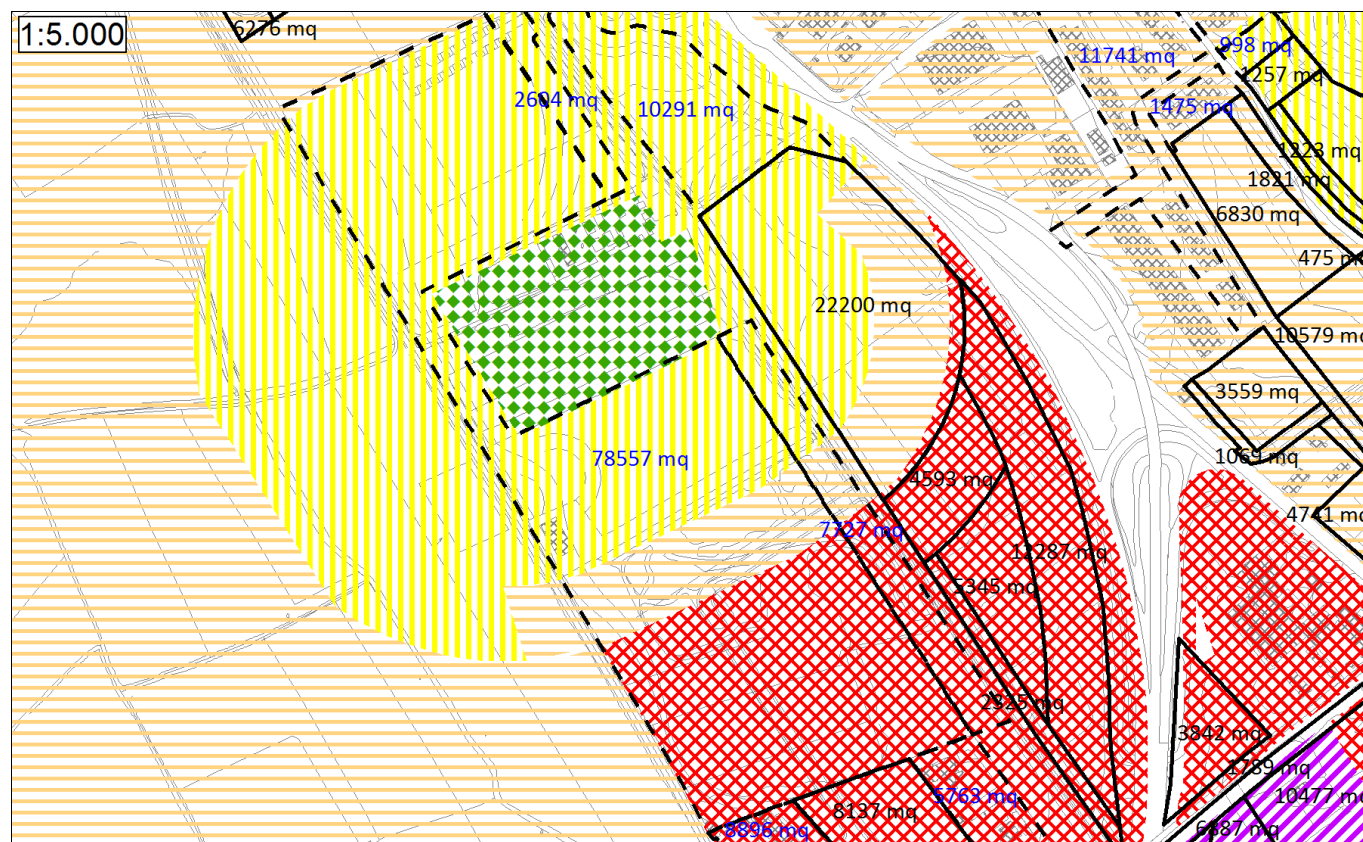 1:5.000
6276 mq
998 mq
11741 mq
1257 mq
2604 mq
10291 mq
1475 mq
1223 mq
1821 mq
6830 mq
475 m
22200 mq
10579 mq
3559 mq
78557 mq
1069 mq
4593 mq
4741 mq
7727 mq
12287 mq
5345 mq
2325 mq
3842 mq
1789 mq
5763 mq
10477 mq
8137 mq
8896 mq
6887 mq